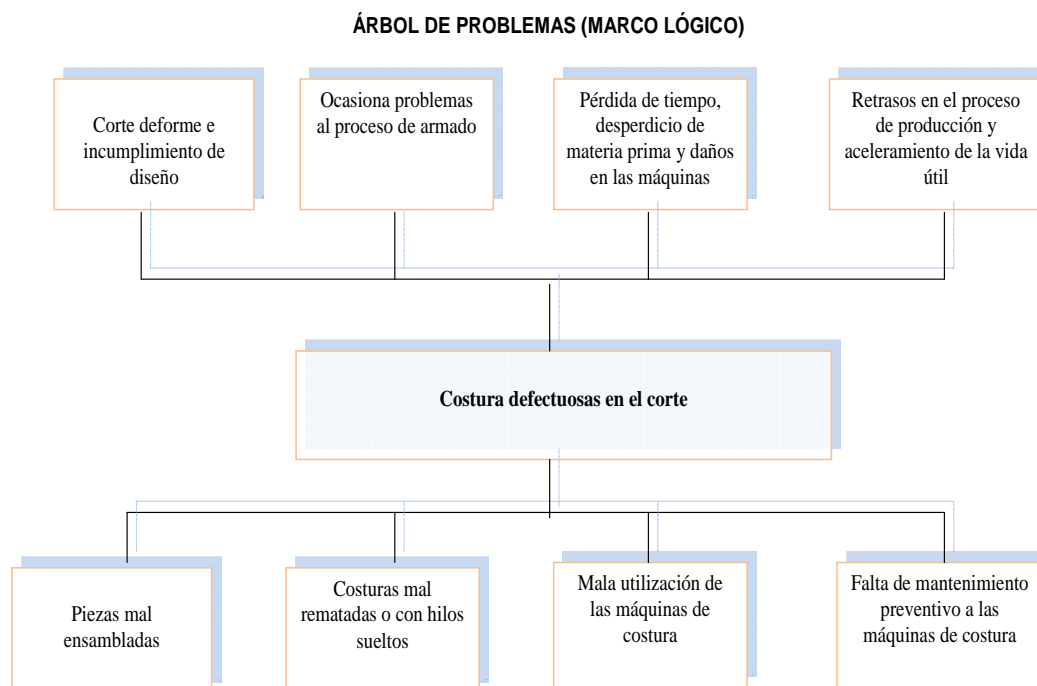 ÁRBOL DE PROBLEMAS (MARCO LÓGICO)
Corte deforme e
incumplimiento de
diseño
Ocasiona problemas
al proceso de armado
Pérdida de tiempo,
desperdicio de
materia prima y daños
en las máquinas
Retrasos en el proceso
de producción y
aceleramiento de la vida
útil
Costura defectuosas en el corte
Piezas mal
ensambladas
Costuras mal
rematadas o con hilos
sueltos
Mala utilización de
las máquinas de
costura
Falta de mantenimiento
preventivo a las
máquinas de costura